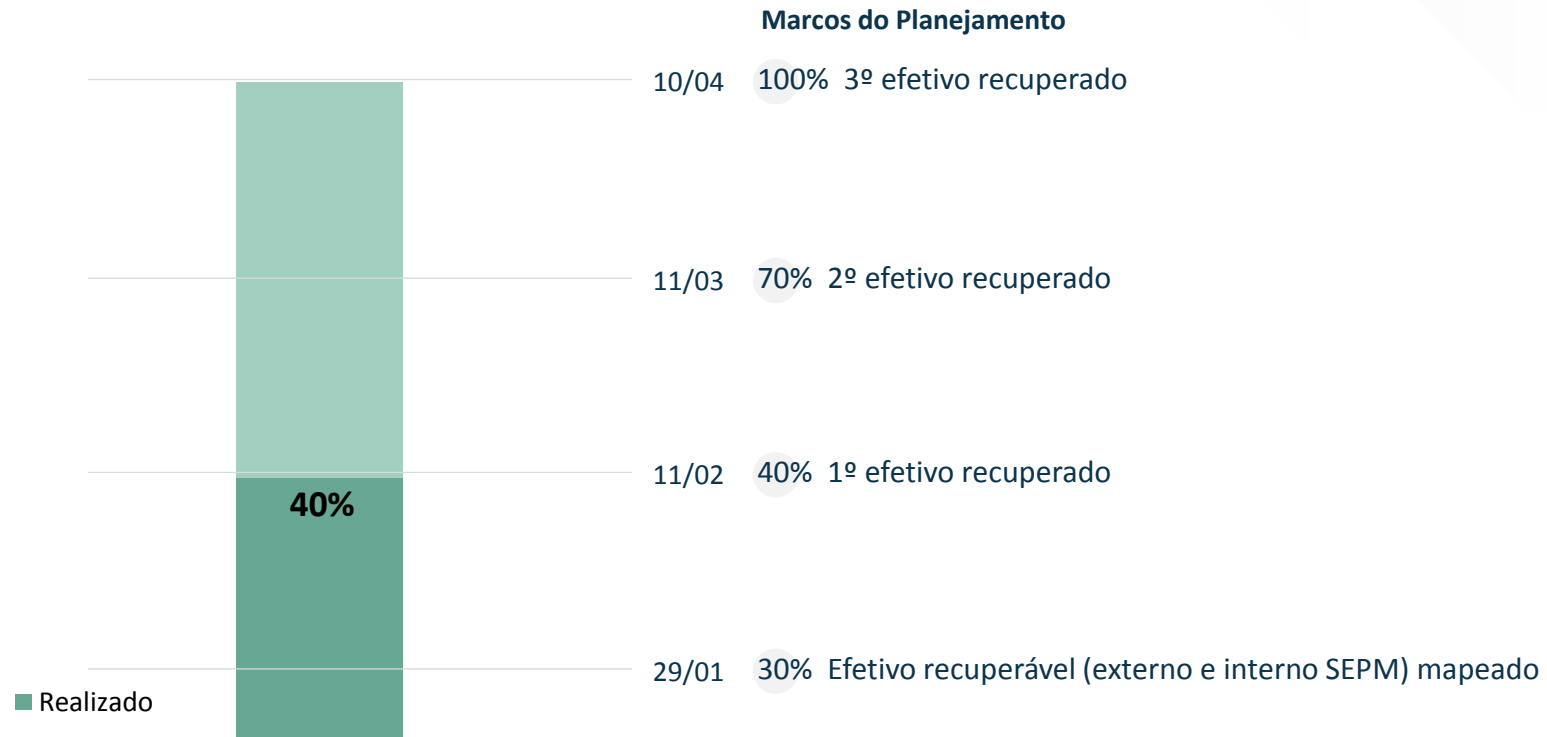 Marcos do Planejamento
10/04 100% 3º efetivo recuperado
11/03 70% 2º efetivo recuperado
11/02 40% 1º efetivo recuperado
40%
29/01 30% Efetivo recuperável (externo e interno SEPM) mapeado
Realizado